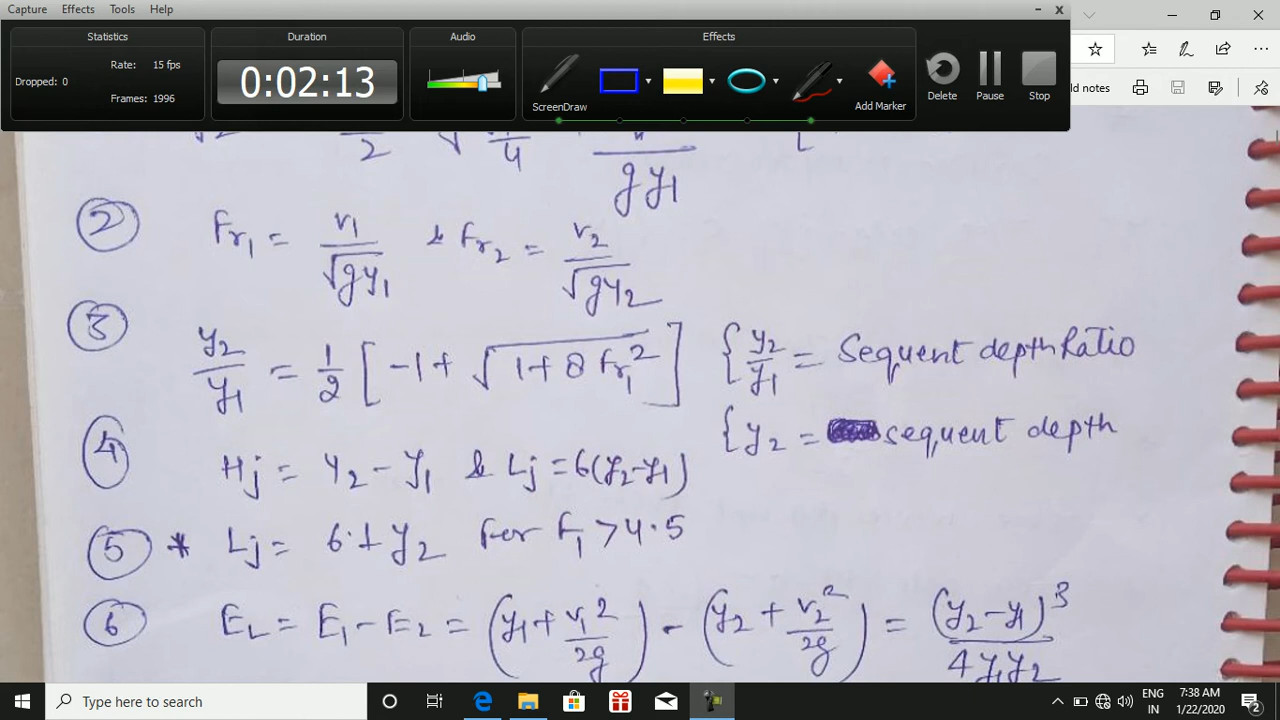 Capture Effects Tools Help
Statistics Duration Audio Effects
Dropped: 0 Rate: 15 fps
Frames: 1996
0:02:13
ScreenDraw Add Marker Delete Pause Stop
dd notes
√ 2 √ 4 gy₁
② Fr₁ = v₁/√gy₁ & Fr₂ = v₂/√gy₂
③ y₂/y₁ = 1/2 [-1 + √1+8 Fr₁²] {y₂/y₁ = Sequent depth Ratio
{y₂ = sequent depth
④ Hj = y₂ - y₁ & Lj = 6(y₂-y₁)
⑤ * Lj = 6.1 y₂ For F₁ > 4.5
⑥ EL = E₁ - E₂ = (y₁ + v₁²/2g) - (y₂ + v₂²/2g) = (y₂-y₁)³/4y₁y₂
Type here to search
ENG 7:38 AM
IN 1/22/2020
2